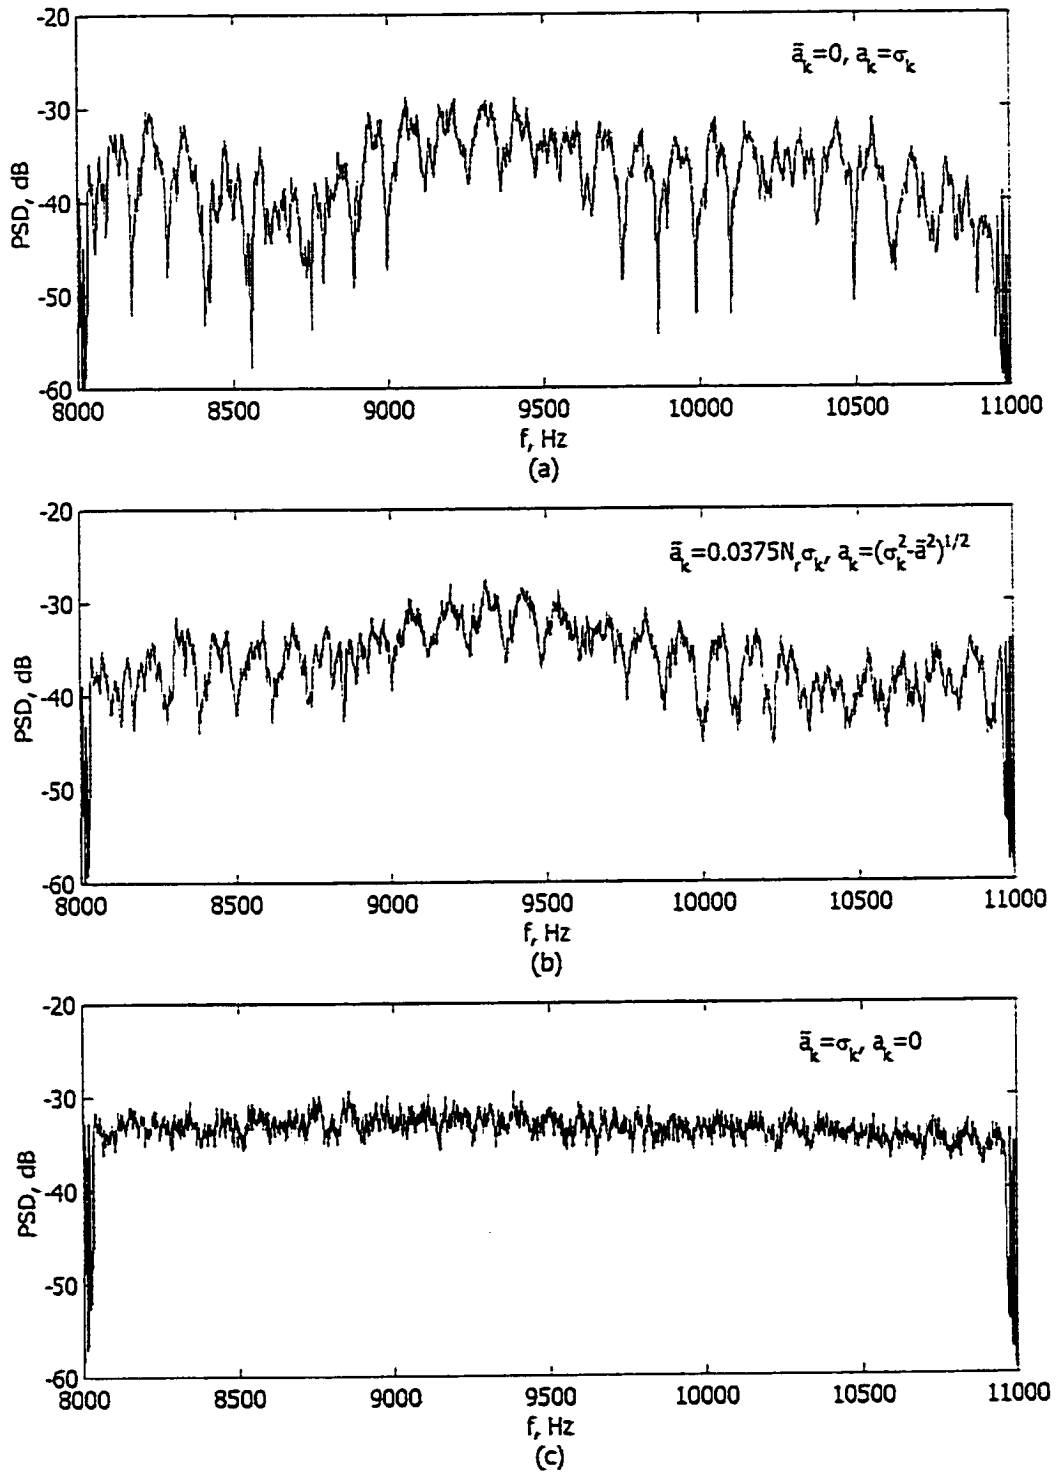 -20
-30
-40
-50
-60
PSD, dB
ā_k=0, a_k=σ_k
8000 8500 9000 9500 10000 10500 11000
f, Hz
(a)
-20
-30
-40
-50
-60
PSD, dB
ā_k=0.0375N_rσ_k, a_k=(σ_k^2-ā^2)^1/2
8000 8500 9000 9500 10000 10500 11000
f, Hz
(b)
-20
-30
-40
-50
-60
PSD, dB
ā_k=σ_k, a_k=0
8000 8500 9000 9500 10000 10500 11000
f, Hz
(c)